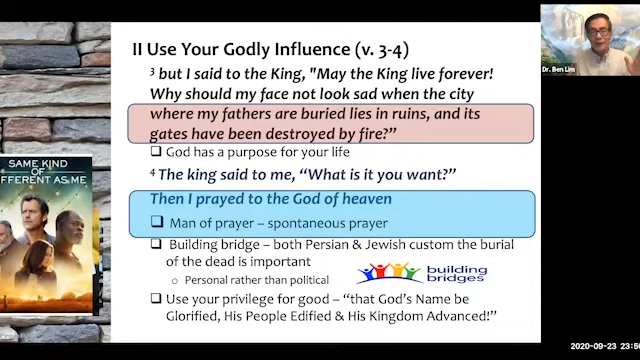 II Use Your Godly Influence (v. 3-4)
3 but I said to the King, "May the King live forever!
Why should my face not look sad when the city
where my fathers are buried lies in ruins, and its
gates have been destroyed by fire?”
❑ God has a purpose for your life
4 The king said to me, “What is it you want?”
Then I prayed to the God of heaven
❑ Man of prayer – spontaneous prayer
❑ Building bridge – both Persian & Jewish custom the burial
of the dead is important
o Personal rather than political
building
bridges
❑ Use your privilege for good – “that God’s Name be
Glorified, His People Edified & His Kingdom Advanced!”
SAME KIND
OF
DIFFERENT AS ME
Dr. Ben Lim